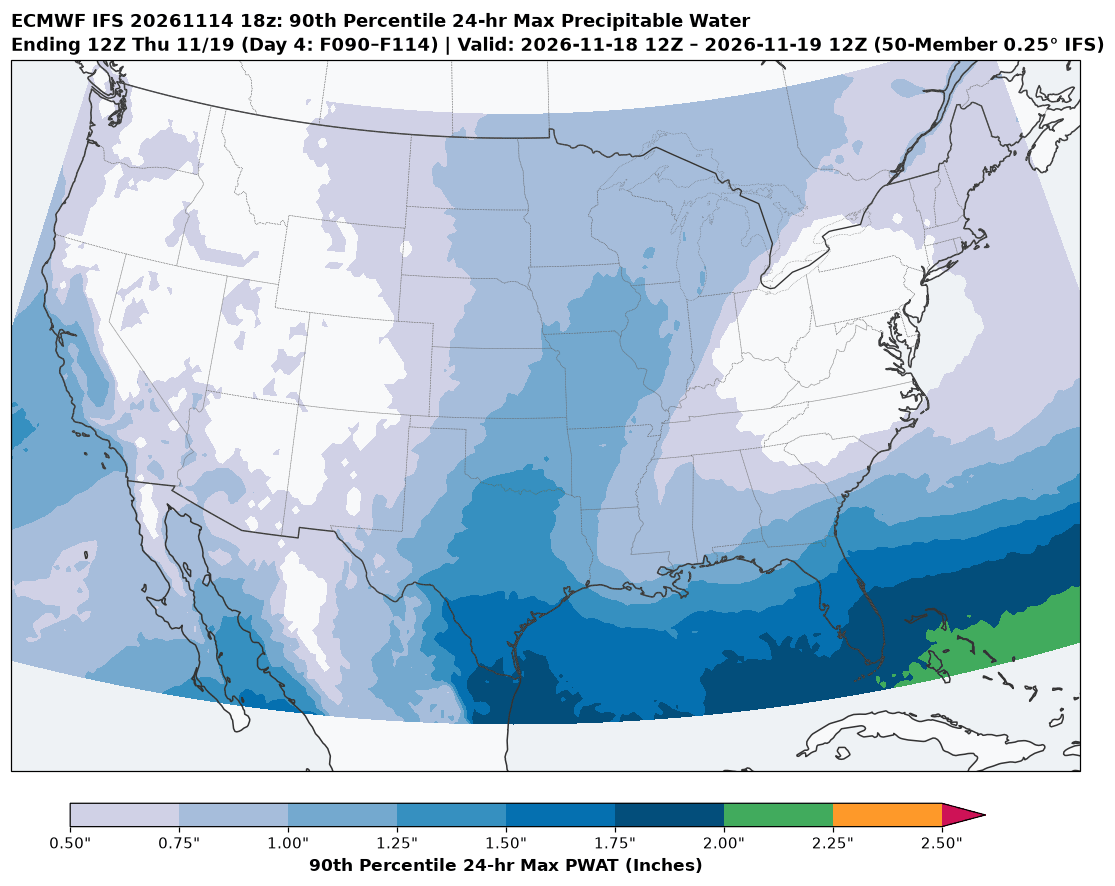 ECMWF IFS 20261114 18z: 90th Percentile 24-hr Max Precipitable Water
Ending 12Z Thu 11/19 (Day 4: F090–F114) | Valid: 2026-11-18 12Z – 2026-11-19 12Z (50-Member 0.25° IFS)
0.50" 0.75" 1.00" 1.25" 1.50" 1.75" 2.00" 2.25" 2.50"
90th Percentile 24-hr Max PWAT (Inches)